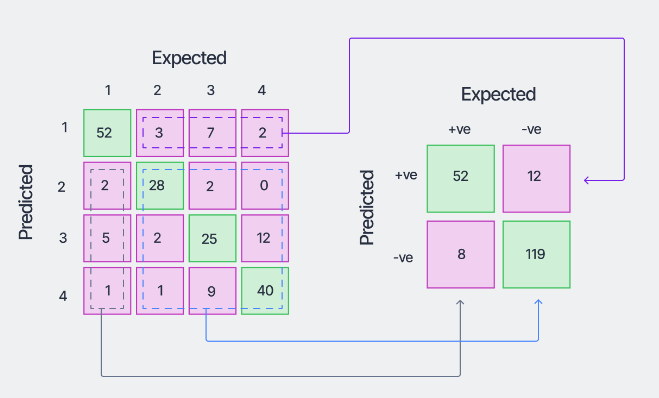 Expected
1 2 3 4
Predicted
1 52 3 7 2
2 2 28 2 0
3 5 2 25 12
4 1 1 9 40
Expected
+ve -ve
Predicted
+ve 52 12
-ve 8 119